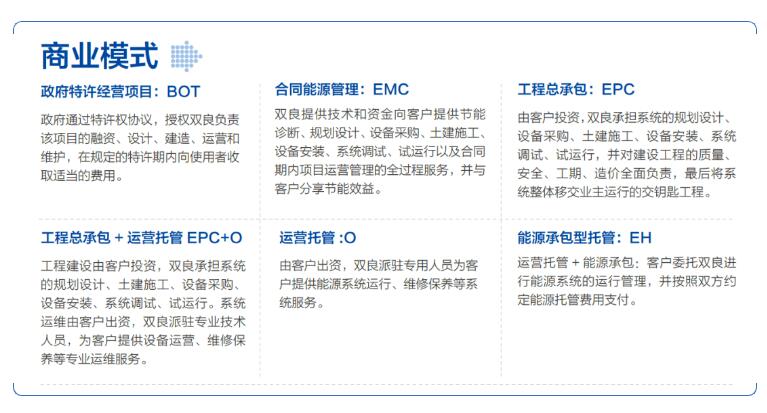 商业模式
政府特许经营项目：BOT
政府通过特许权协议，授权双良负责
该项目的融资、设计、建造、运营和
维护，在规定的特许期内向使用者收
取适当的费用。
合同能源管理：EMC
双良提供技术和资金向客户提供节能
诊断、规划设计、设备采购、土建施工、
设备安装、系统调试、试运行以及合同
期内项目运营管理的全过程服务，并与
客户分享节能效益。
工程总承包：EPC
由客户投资，双良承担系统的规划设计、
设备采购、土建施工、设备安装、系统
调试、试运行，并对建设工程的质量、
安全、工期、造价全面负责，最后将系
统整体移交业主运行的交钥匙工程。
工程总承包 + 运营托管 EPC+O
工程建设由客户投资，双良承担系统
的规划设计、土建施工、设备采购、
设备安装、系统调试、试运行。系统
运维由客户出资，双良派驻专业技术
人员，为客户提供设备运营、维修保
养等专业运维服务。
运营托管 :O
由客户出资，双良派驻专用人员为客
户提供能源系统运行、维修保养等系
统服务。
能源承包型托管：EH
运营托管 + 能源承包：客户委托双良进
行能源系统的运行管理，并按照双方约
定能源托管费用支付。